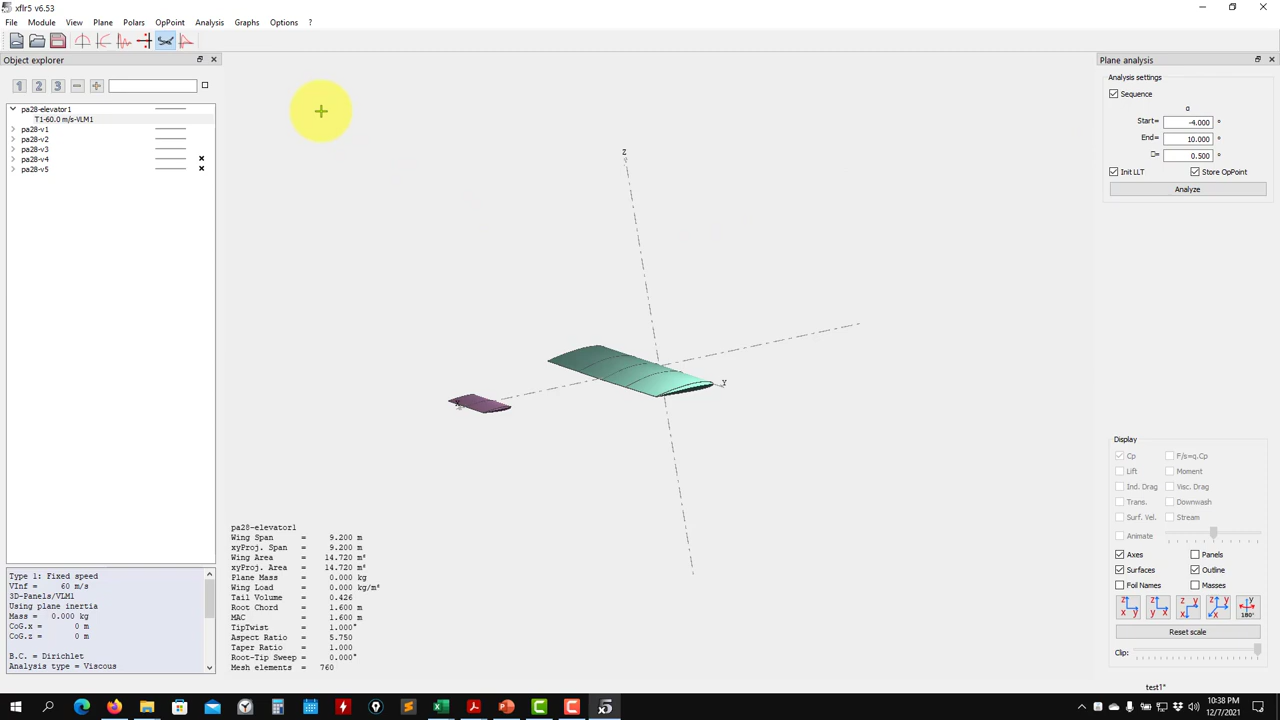 xflr5 v6.53
File Module View Plane Polars OpPoint Analysis Graphs Options ?
Object explorer
1 2 3
pa28-elevator1
T1-60.0 m/s-VLM1
pa28-v1
pa28-v2
pa28-v3
pa28-v4
pa28-v5
Type 1: Fixed speed
VInf = 60 m/s
3D-Panels/VLM1
Using plane inertia
Mass = 0.000 kg
CoG.x = 0 m
CoG.z = 0 m
B.C. = Dirichlet
Analysis type = Viscous
Z
Y
X
pa28-elevator1
Wing Span = 9.200 m
xyProj. Span = 9.200 m
Wing Area = 14.720 m²
xyProj. Area = 14.720 m²
Plane Mass = 0.000 kg
Wing Load = 0.000 kg/m²
Tail Volume = 0.426
Root Chord = 1.600 m
MAC = 1.600 m
TipTwist = 1.000°
Aspect Ratio = 5.750
Taper Ratio = 1.000
Root-Tip Sweep = 0.000°
Mesh elements = 760
Plane analysis
Analysis settings
Sequence
α
Start= -4.000 °
End= 10.000 °
= 0.500 °
Init LLT Store OpPoint
Analyze
Display
Cp F/s=q.Cp
Lift Moment
Ind. Drag Visc. Drag
Trans. Downwash
Surf. Vel. Stream
Animate
Axes Panels
Surfaces Outline
Foil Names Masses
z x z y z y x z x y y 180°
Reset scale
Clip:
test1*
10:38 PM
12/7/2021